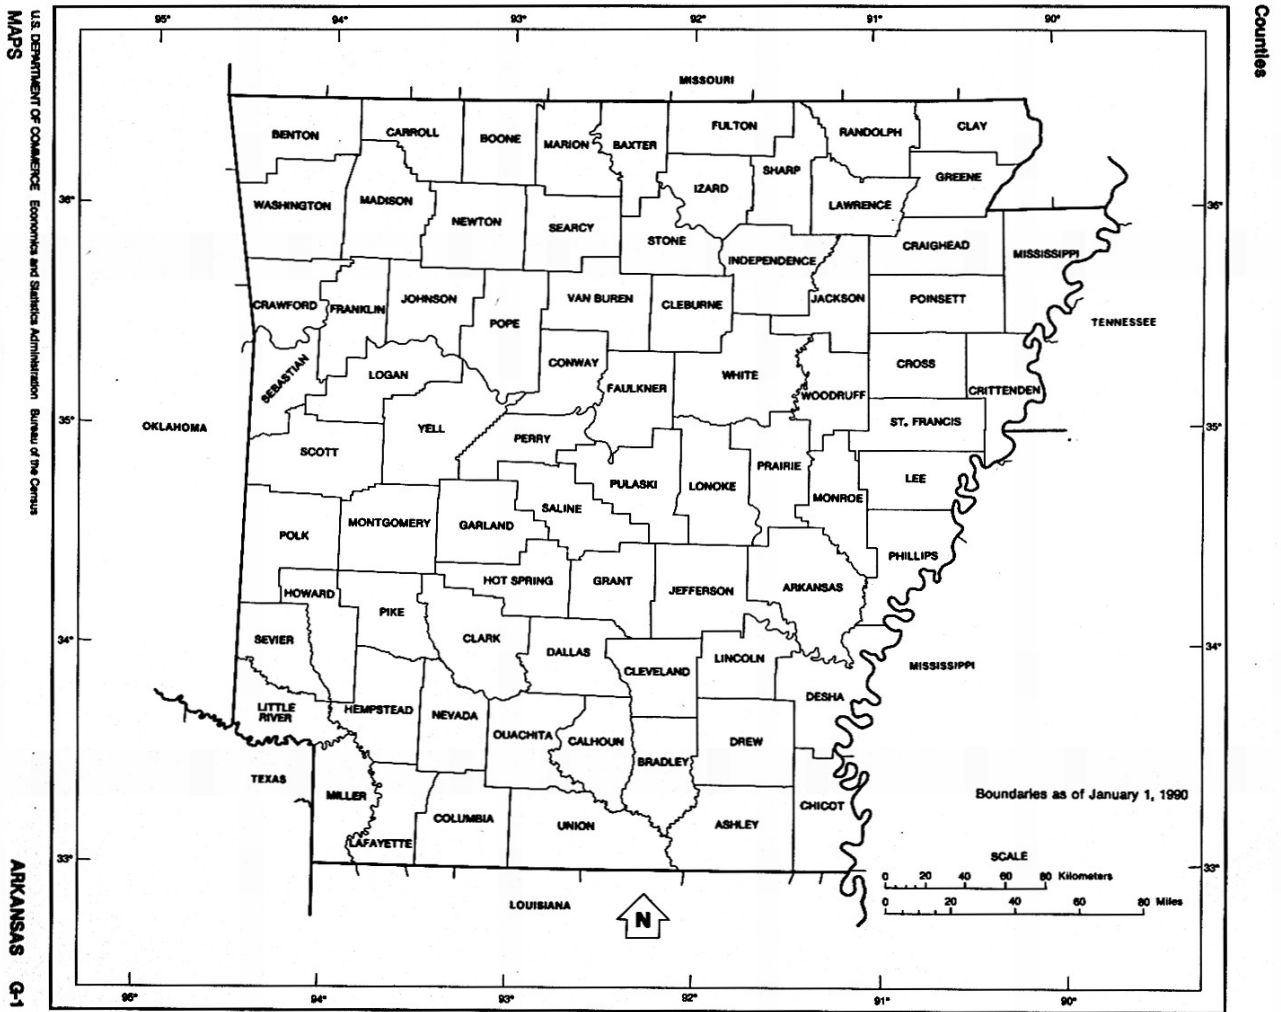 Counties
U.S. DEPARTMENT OF COMMERCE Economics and Statistics Administration Bureau of the Census
MAPS
ARKANSAS G-1
95° 94° 93° 92° 91° 90°
MISSOURI
BENTON CARROLL BOONE MARION BAXTER FULTON RANDOLPH CLAY
IZARD SHARP GREENE
36° 36°
WASHINGTON MADISON NEWTON SEARCY STONE LAWRENCE
INDEPENDENCE CRAIGHEAD MISSISSIPPI
CRAWFORD FRANKLIN JOHNSON POPE VAN BUREN CLEBURNE JACKSON POINSETT
TENNESSEE
SEBASTIAN LOGAN CONWAY FAULKNER WHITE WOODRUFF CROSS CRITTENDEN
35° 35°
OKLAHOMA
SCOTT YELL PERRY ST. FRANCIS
PULASKI LONOKE PRAIRIE MONROE LEE
POLK MONTGOMERY GARLAND SALINE PHILLIPS
HOWARD PIKE HOT SPRING GRANT JEFFERSON ARKANSAS
34° 34°
SEVIER CLARK DALLAS CLEVELAND LINCOLN
MISSISSIPPI
DESHA
LITTLE
RIVER
HEMPSTEAD NEVADA OUACHITA CALHOUN BRADLEY DREW
TEXAS
MILLER LAFAYETTE COLUMBIA UNION ASHLEY CHICOT
Boundaries as of January 1, 1990
33° 33°
SCALE
0 20 40 60 80 Kilometers
0 20 40 60 80 Miles
LOUISIANA
N
95° 94° 93° 92° 91° 90°